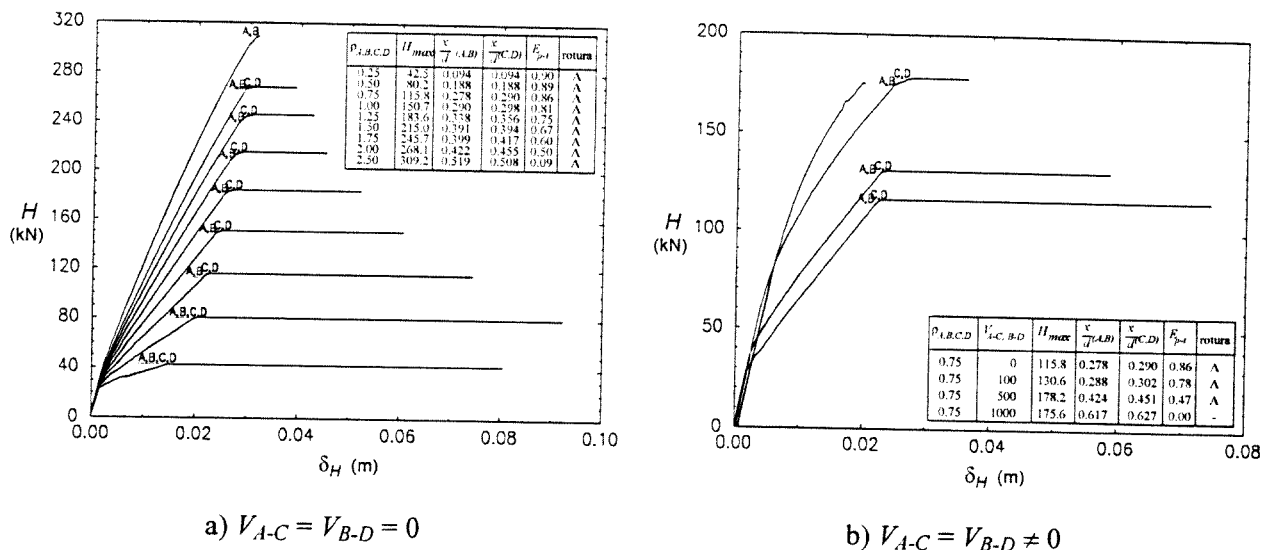 320
280
240
200
160
120
80
40
0
H
(kN)
0.00 0.02 0.04 0.06 0.08 0.10
δH (m)
A,B
A,B C,D
C,D
A,B
C,D
A,B
A,B C,D
A,B C,D
A,B C,D
A,B,C,D
A,B,C,D
ρA,B,C,D Hmax x/d (A,B) x/d (C,D) Ep-t rotura
0.25 42.5 0.094 0.094 0.90 A
0.50 80.2 0.188 0.188 0.89 A
0.75 115.8 0.278 0.290 0.86 A
1.00 150.7 0.290 0.298 0.81 A
1.25 183.6 0.338 0.356 0.75 A
1.50 215.0 0.391 0.394 0.67 A
1.75 245.7 0.399 0.417 0.60 A
2.00 268.1 0.422 0.455 0.50 A
2.50 309.2 0.519 0.508 0.09 A
a) VA-C = VB-D = 0
200
150
100
50
0
H
(kN)
0.00 0.02 0.04 0.06 0.08
δH (m)
A,B C,D
A,B C,D
A,B C,D
ρA,B,C,D VA-C, B-D Hmax x/d (A,B) x/d (C,D) Ep-t rotura
0.75 0 115.8 0.278 0.290 0.86 A
0.75 100 130.6 0.288 0.302 0.78 A
0.75 500 178.2 0.424 0.451 0.47 A
0.75 1000 175.6 0.617 0.627 0.00 -
b) VA-C = VB-D ≠ 0